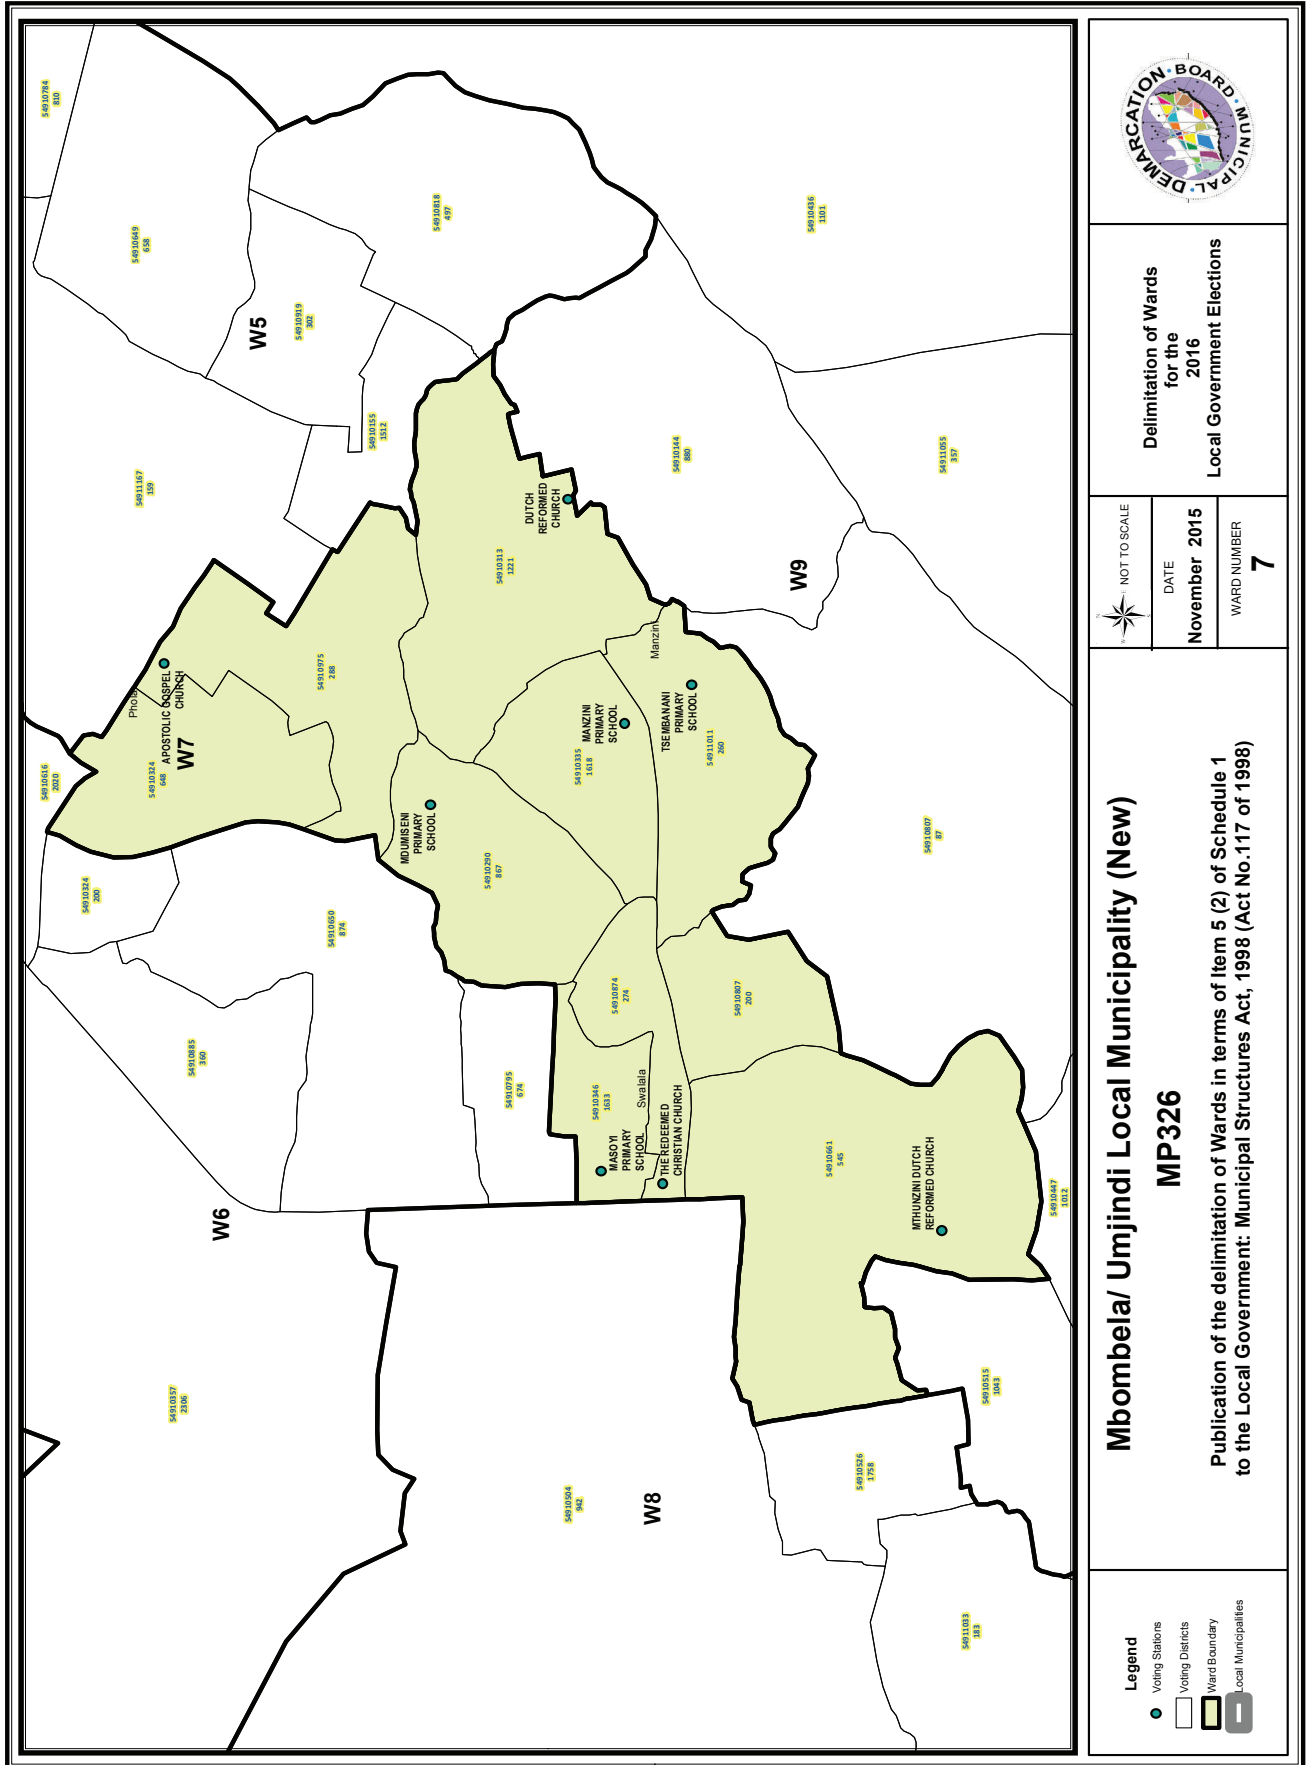 54910784
810
54910649
658
54910818
497
54910436
1101
54910919
302
W5
54910155
1512
54911167
159
54910144
880
54911055
357
DUTCH
REFORMED
CHURCH
54910313
1221
W9
Manzini
Phola
APOSTOLIC GOSPEL
CHURCH
54910975
288
W7
54910324
648
54910616
2020
MANZINI
PRIMARY
SCHOOL
54910335
1618
TSEMBANANI
PRIMARY
SCHOOL
54911011
260
MDUMISENI
PRIMARY
SCHOOL
54910290
867
54910807
87
54910324
200
54910650
874
54910874
274
54910807
200
54910885
360
54910795
674
54910346
1633
Swalala
MASOYI
PRIMARY
SCHOOL
THE REDEEMED
CHRISTIAN CHURCH
54910661
545
MTHUNZINI DUTCH
REFORMED CHURCH
54910447
1012
W6
54910357
2306
54910504
942
W8
54910526
1758
54910515
1043
54911033
183
Legend
Voting Stations
Voting Districts
Ward Boundary
Local Municipalities
Mbombela/ Umjindi Local Municipality (New)
MP326
Publication of the delimitation of Wards in terms of Item 5 (2) of Schedule 1
to the Local Government: Municipal Structures Act, 1998 (Act No.117 of 1998)
N
W
E
S
NOT TO SCALE
DATE
November 2015
WARD NUMBER
7
Delimitation of Wards
for the
2016
Local Government Elections
MUNICIPAL · DEMARCATION · BOARD